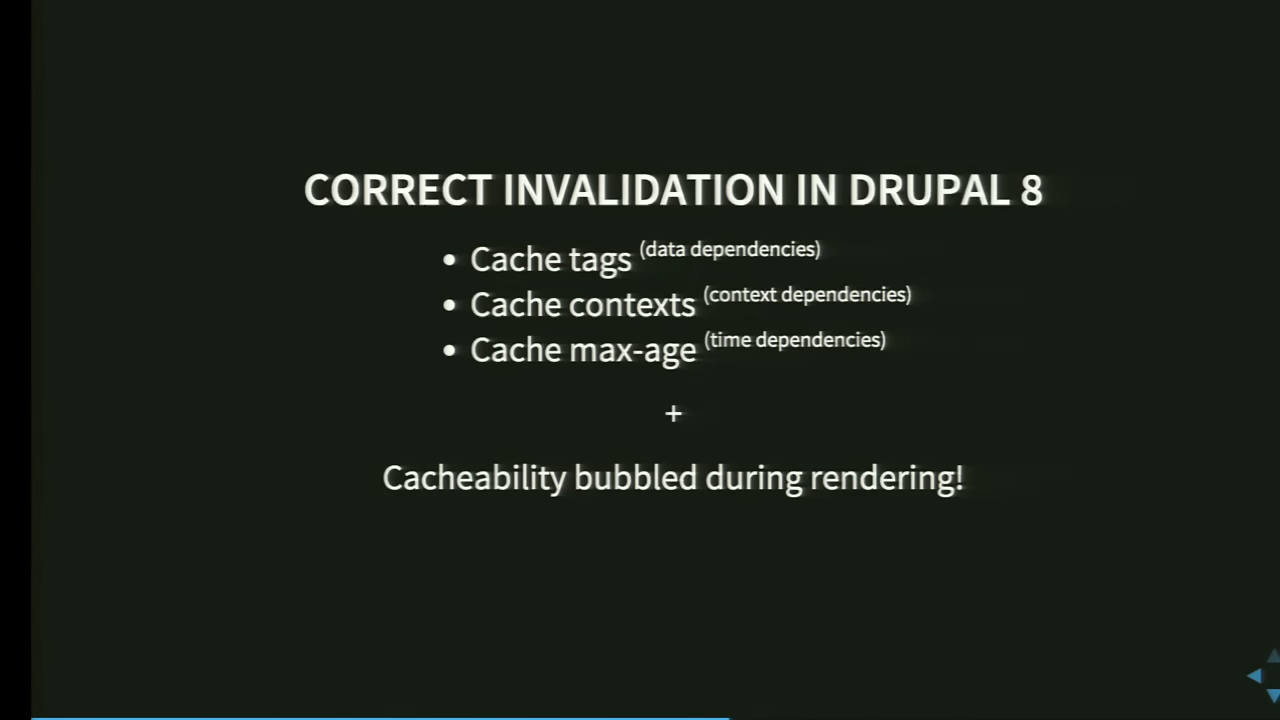 CORRECT INVALIDATION IN DRUPAL 8
• Cache tags (data dependencies)
• Cache contexts (context dependencies)
• Cache max-age (time dependencies)
+
Cacheability bubbled during rendering!